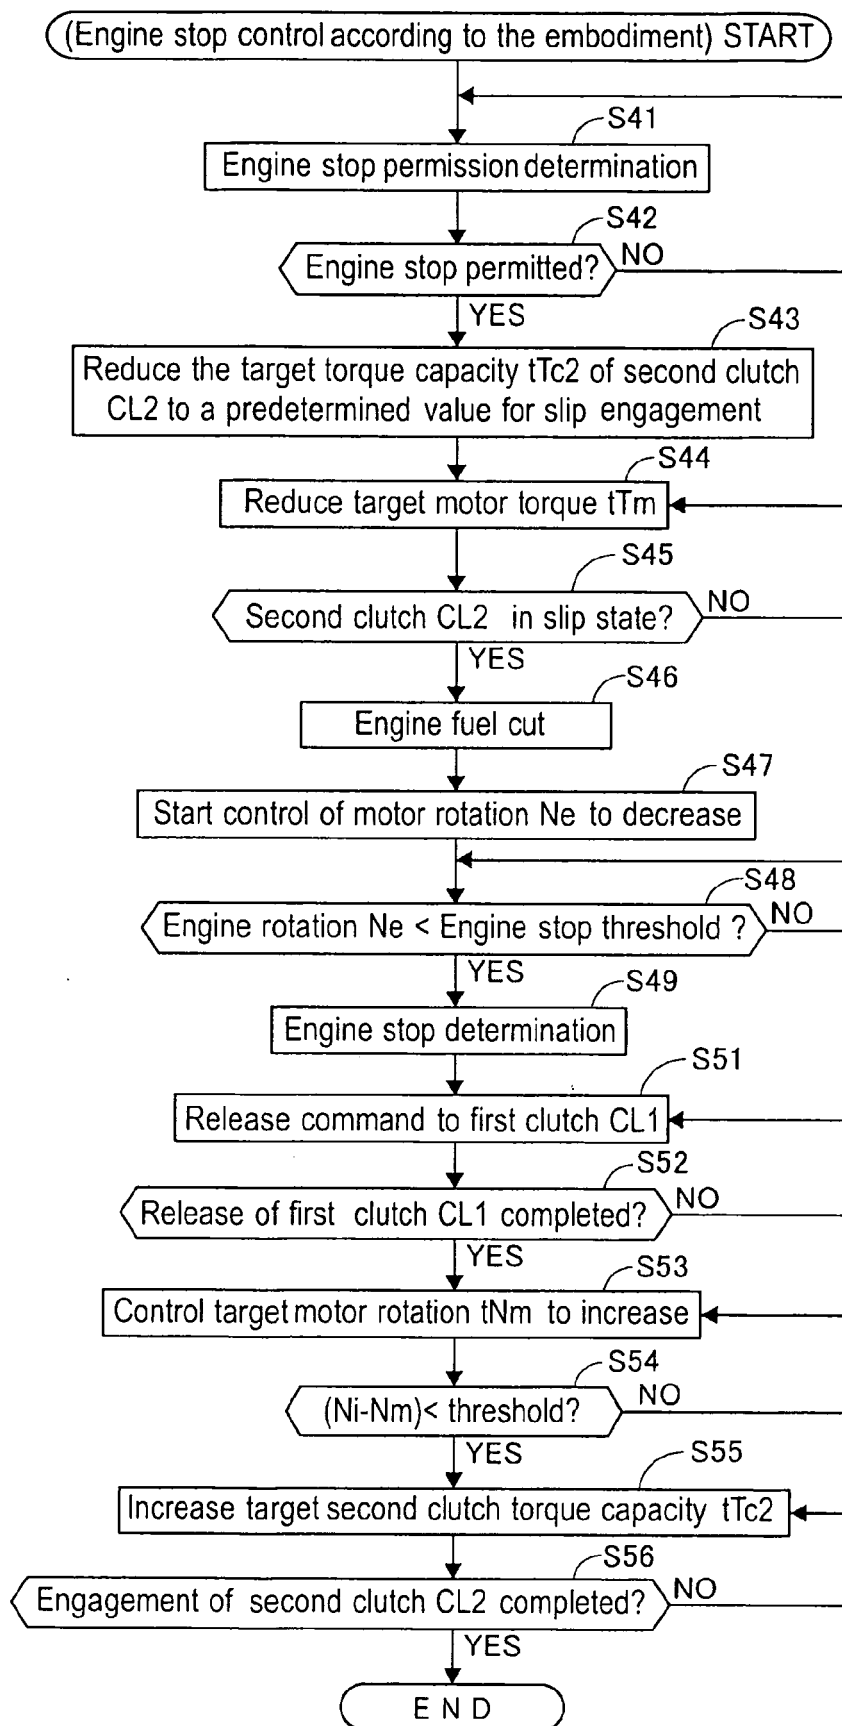 (Engine stop control according to the embodiment) START
S41
Engine stop permission determination
S42
Engine stop permitted?
NO
YES
S43
Reduce the target torque capacity tTc2 of second clutch
CL2 to a predetermined value for slip engagement
S44
Reduce target motor torque tTm
S45
Second clutch CL2 in slip state?
NO
YES
S46
Engine fuel cut
S47
Start control of motor rotation Ne to decrease
S48
Engine rotation Ne < Engine stop threshold ?
NO
YES
S49
Engine stop determination
S51
Release command to first clutch CL1
S52
Release of first clutch CL1 completed?
NO
YES
S53
Control target motor rotation tNm to increase
S54
(Ni-Nm)< threshold?
NO
YES
S55
Increase target second clutch torque capacity tTc2
S56
Engagement of second clutch CL2 completed?
NO
YES
END